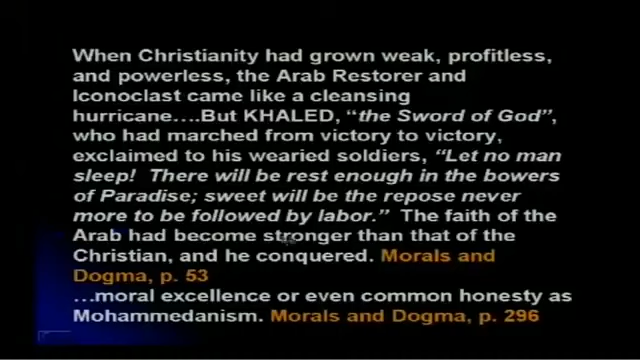 When Christianity had grown weak, profitless,
and powerless, the Arab Restorer and
Iconoclast came like a cleansing
hurricane….But KHALED, “the Sword of God”,
who had marched from victory to victory,
exclaimed to his wearied soldiers, “Let no man
sleep! There will be rest enough in the bowers
of Paradise; sweet will be the repose never
more to be followed by labor.” The faith of the
Arab had become stronger than that of the
Christian, and he conquered. Morals and
Dogma, p. 53
…moral excellence or even common honesty as
Mohammedanism. Morals and Dogma, p. 296